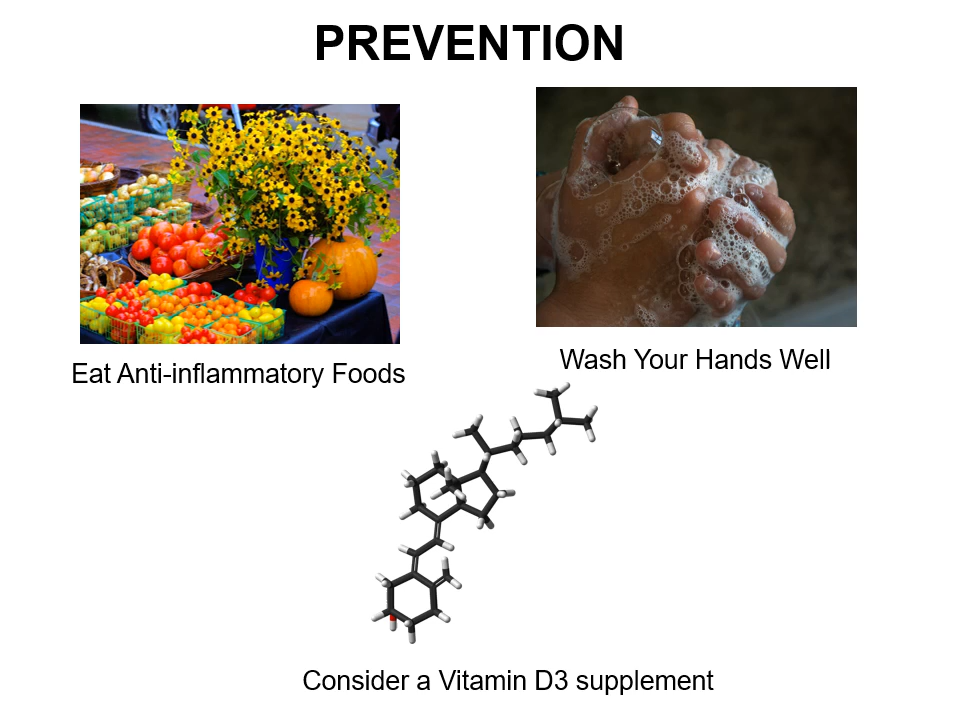 PREVENTION
Eat Anti-inflammatory Foods
Wash Your Hands Well
Consider a Vitamin D3 supplement